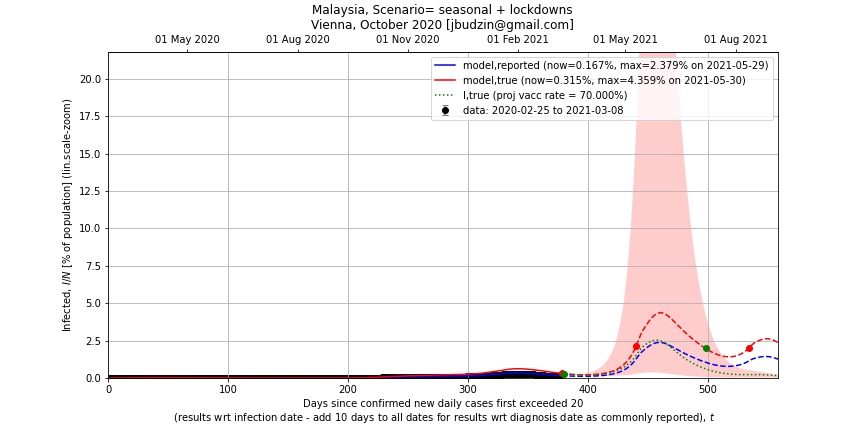 Malaysia, Scenario= seasonal + lockdowns
Vienna, October 2020 [jbudzin@gmail.com]
01 May 2020 01 Aug 2020 01 Nov 2020 01 Feb 2021 01 May 2021 01 Aug 2021
model,reported (now=0.167%, max=2.379% on 2021-05-29)
model,true (now=0.315%, max=4.359% on 2021-05-30)
I,true (proj vacc rate = 70.000%)
data: 2020-02-25 to 2021-03-08
Infected, I/N [% of population] (lin.scale-zoom)
20.0
17.5
15.0
12.5
10.0
7.5
5.0
2.5
0.0
0 100 200 300 400 500
Days since confirmed new daily cases first exceeded 20
(results wrt infection date - add 10 days to all dates for results wrt diagnosis date as commonly reported), t